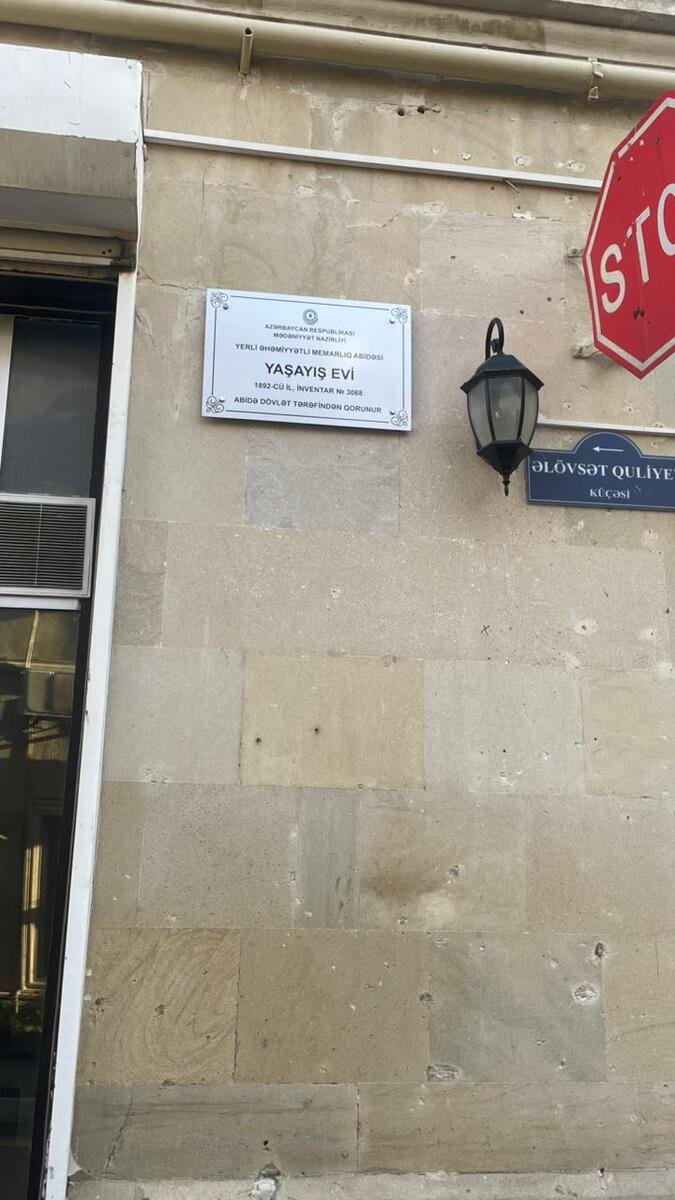 AZƏRBAYCAN RESPUBLİKASI
MƏDƏNİYYƏT NAZİRLİYİ
YERLİ ƏHƏMİYYƏTLİ MEMARLIQ ABİDƏSİ
YAŞAYIŞ EVİ
1892-CÜ İL, İNVENTAR № 3068
ABİDƏ DÖVLƏT TƏRƏFİNDƏN QORUNUR
STO
ƏLÖVSƏT QULİYE
KÜÇƏSİ